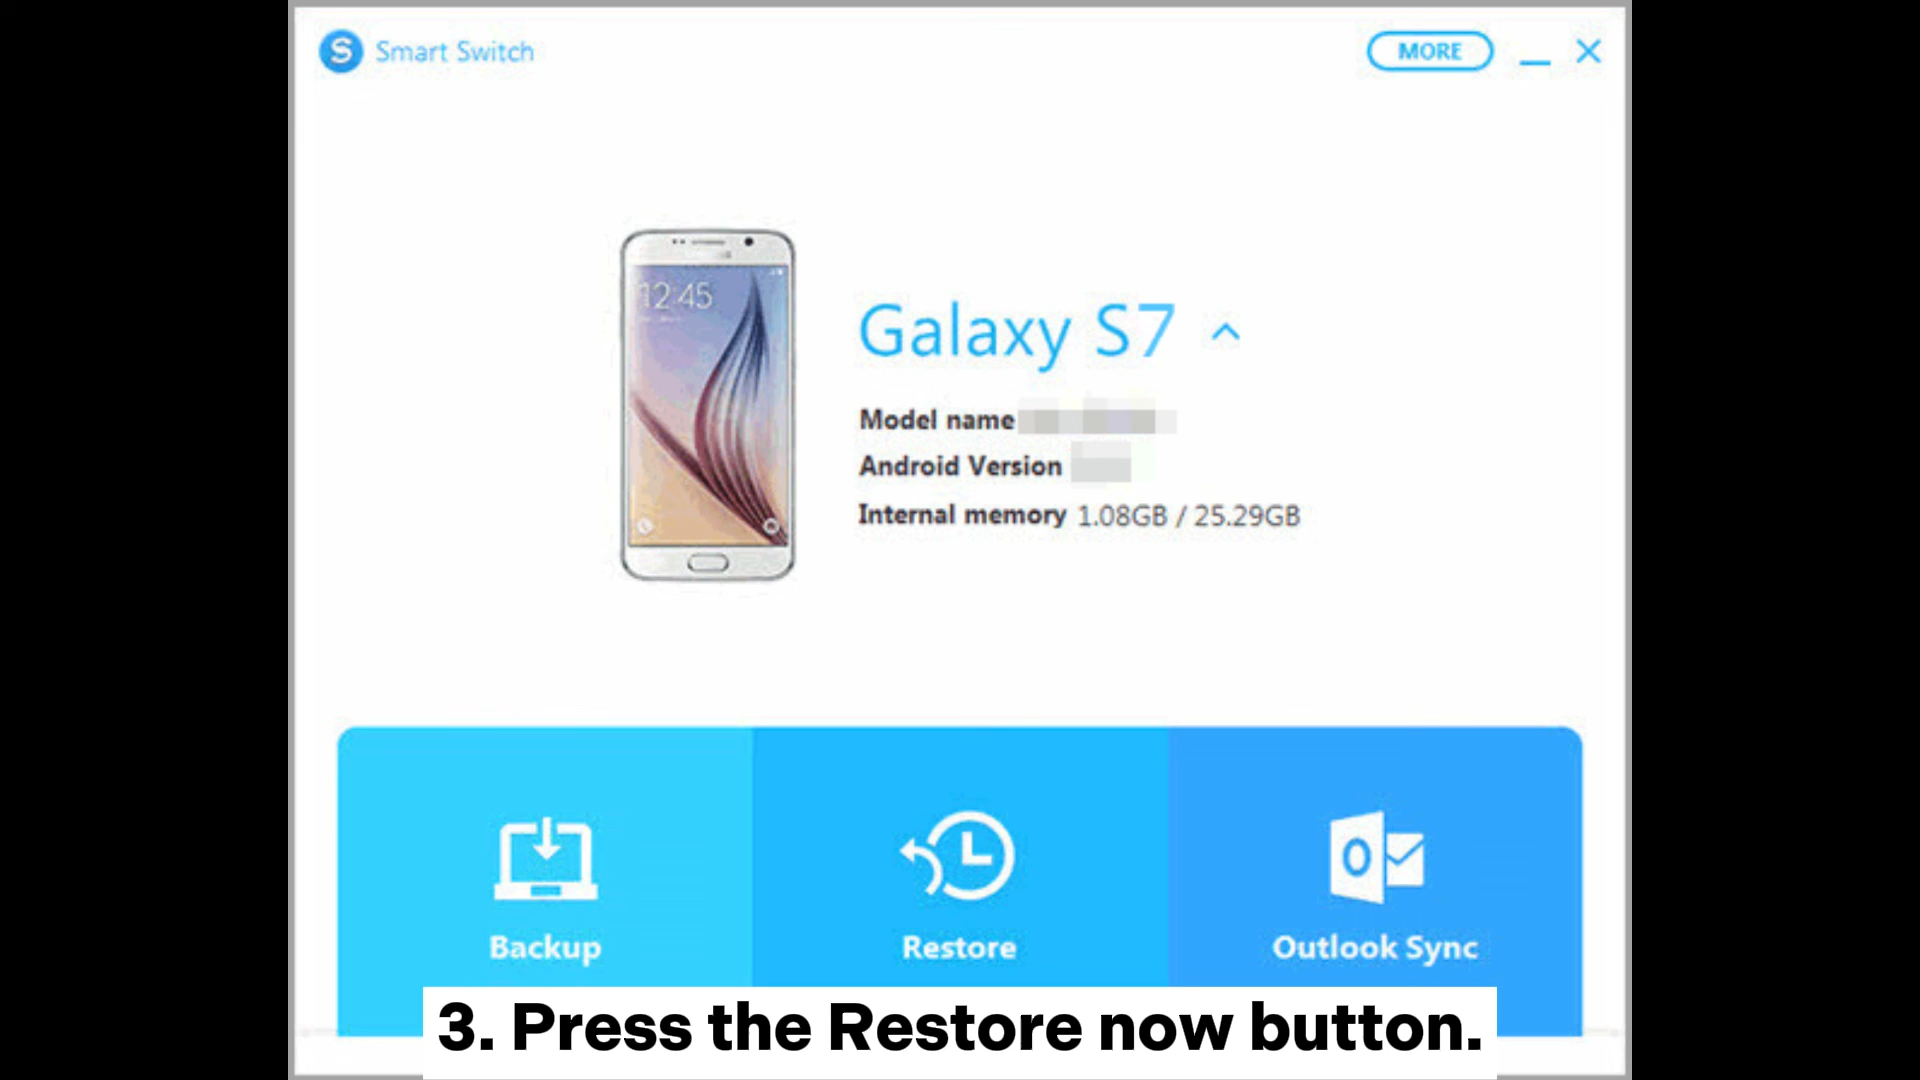 S Smart Switch MORE
12:45
Galaxy S7
Model name
Android Version
Internal memory 1.08GB / 25.29GB
Backup Restore Outlook Sync
3. Press the Restore now button.